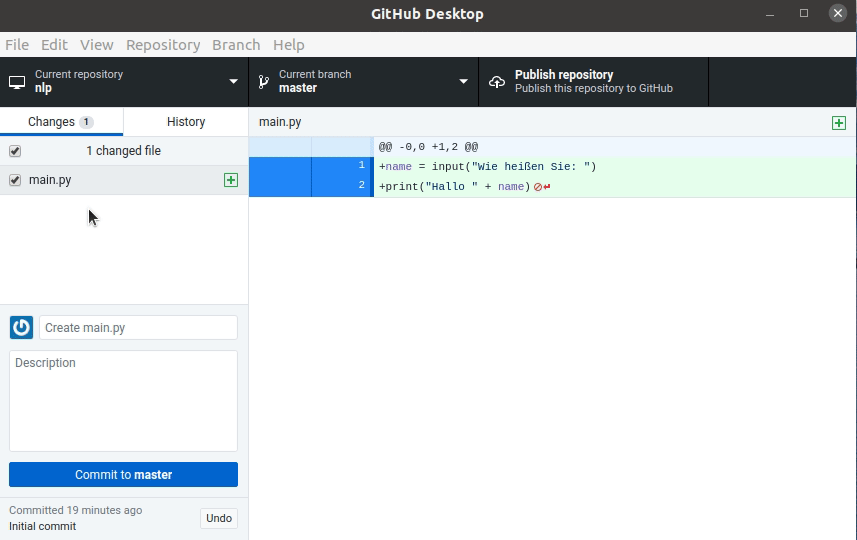 GitHub Desktop
File Edit View Repository Branch Help
Current repository
nlp
Current branch
master
Publish repository
Publish this repository to GitHub
Changes 1
History
main.py
1 changed file
main.py
@@ -0,0 +1,2 @@
1 +name = input("Wie heißen Sie: ")
2 +print("Hallo " + name)
Create main.py
Description
Commit to master
Committed 19 minutes ago
Initial commit
Undo